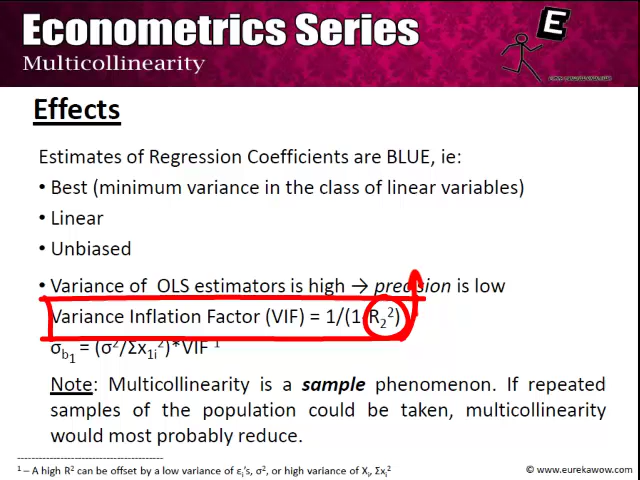 Econometrics Series
Multicollinearity
E
www.eurekawow.com
Effects
Estimates of Regression Coefficients are BLUE, ie:
• Best (minimum variance in the class of linear variables)
• Linear
• Unbiased
• Variance of OLS estimators is high → precision is low
Variance Inflation Factor (VIF) = 1/(1-R₂²)
σb₁ = (σ²/Σx₁ᵢ²)*VIF ¹
Note: Multicollinearity is a sample phenomenon. If repeated
samples of the population could be taken, multicollinearity
would most probably reduce.
¹ – A high R² can be offset by a low variance of εᵢ's, σ², or high variance of Xᵢ, Σxᵢ²
© www.eurekawow.com